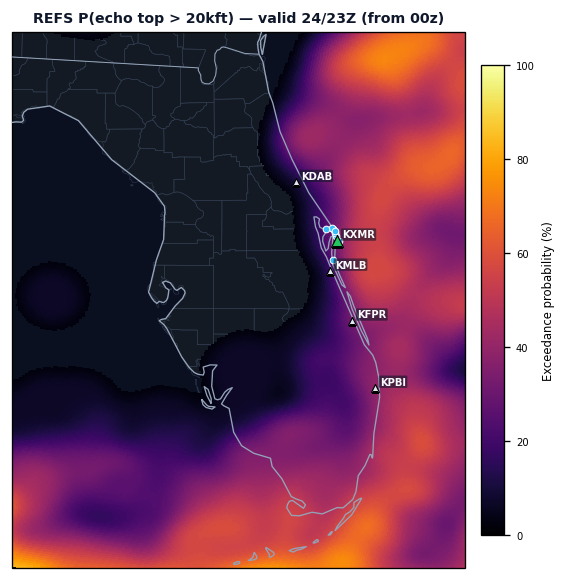 REFS P(echo top > 20kft) — valid 24/23Z (from 00z)
KDAB
KXMR
KMLB
KFPR
KPBI
100
80
60
40
20
0
Exceedance probability (%)